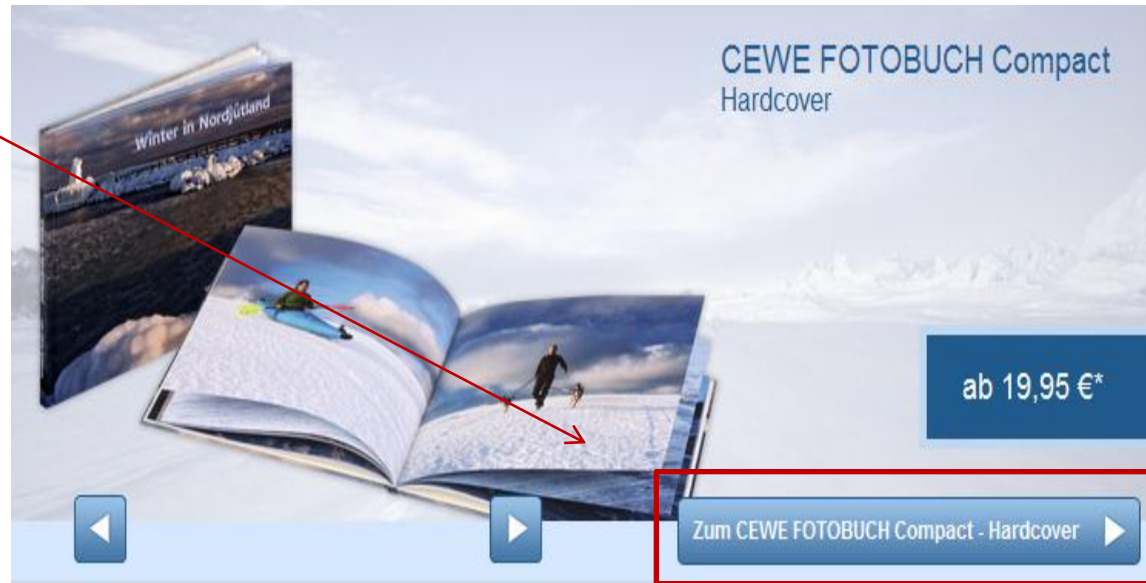 CEWE FOTOBUCH Compact
Hardcover
Winter in Nordjütland
ab 19,95 €*
Zum CEWE FOTOBUCH Compact - Hardcover